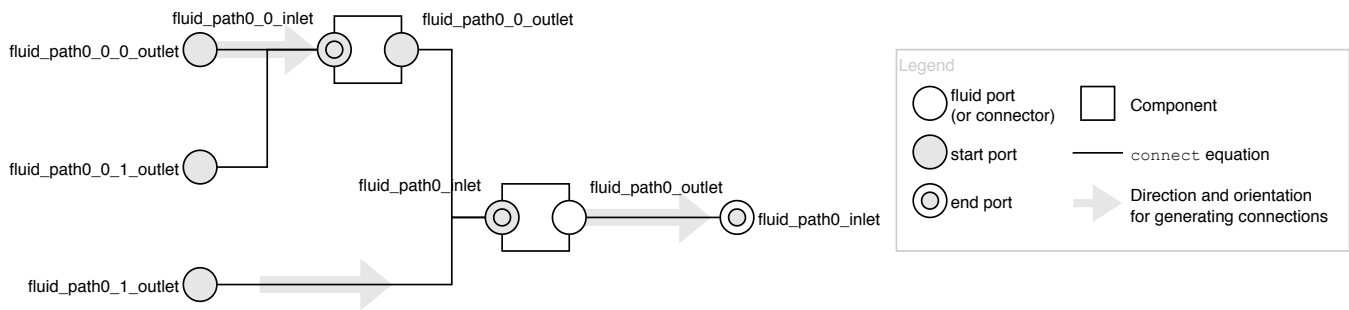 fluid_path0_0_inlet
fluid_path0_0_outlet
fluid_path0_0_0_outlet
fluid_path0_0_1_outlet
fluid_path0_inlet
fluid_path0_outlet
fluid_path0_inlet
fluid_path0_1_outlet
Legend
fluid port
(or connector)
Component
start port
connect equation
end port
Direction and orientation
for generating connections